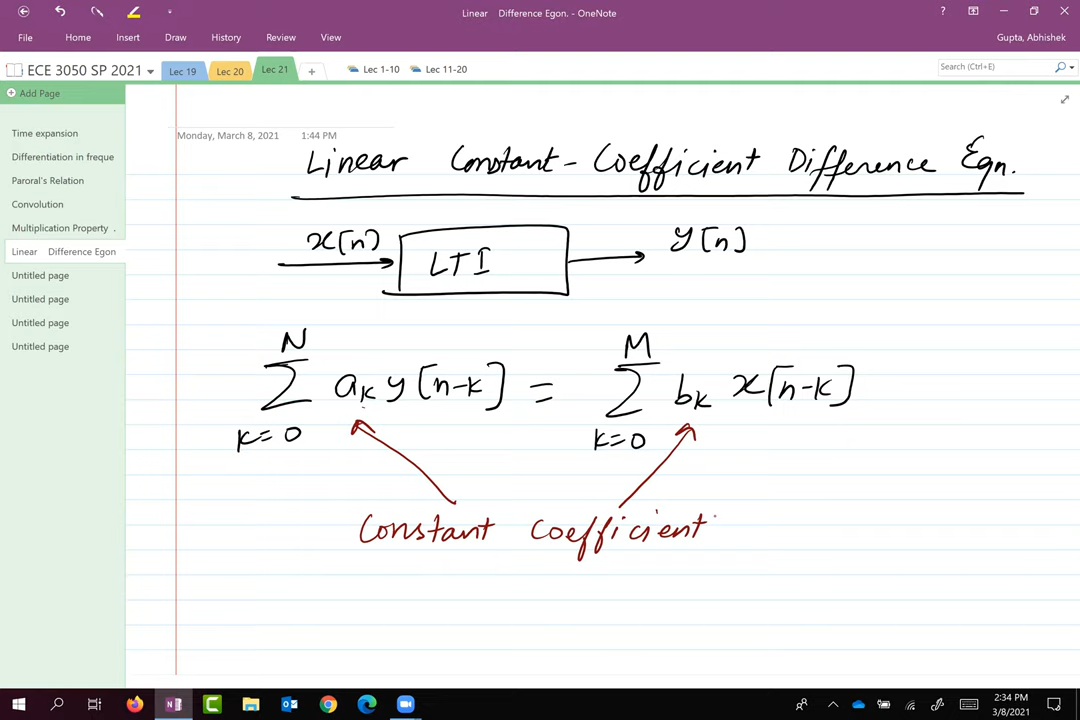 Linear Difference Egon. - OneNote
?
File Home Insert Draw History Review View
Gupta, Abhishek
ECE 3050 SP 2021
Lec 19 Lec 20 Lec 21 + Lec 1-10 Lec 11-20
Search (Ctrl+E)
Add Page
Time expansion
Differentiation in freque
Paroral's Relation
Convolution
Multiplication Property .
Linear Difference Egon
Untitled page
Untitled page
Untitled page
Untitled page
Monday, March 8, 2021 1:44 PM
Linear Constant-Coefficient Difference Eqn.
x[n] LTI y[n]
N M
∑ aₖ y[n-k] = ∑ bₖ x[n-k]
k=0 k=0
Constant Coefficient
2:34 PM
3/8/2021